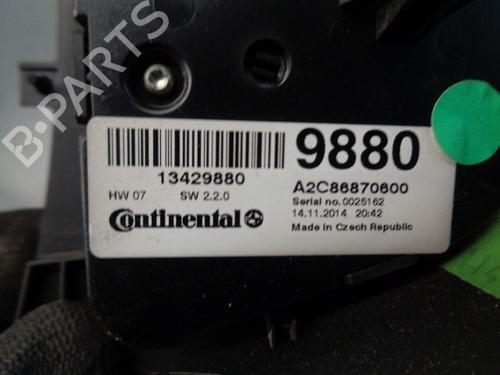 13429880
9880
HW 07 SW 2.2.0
A2C86870600
Serial no.0025162
14.11.2014 20:42
Continental
Made in Czech Republic
B-PARTS